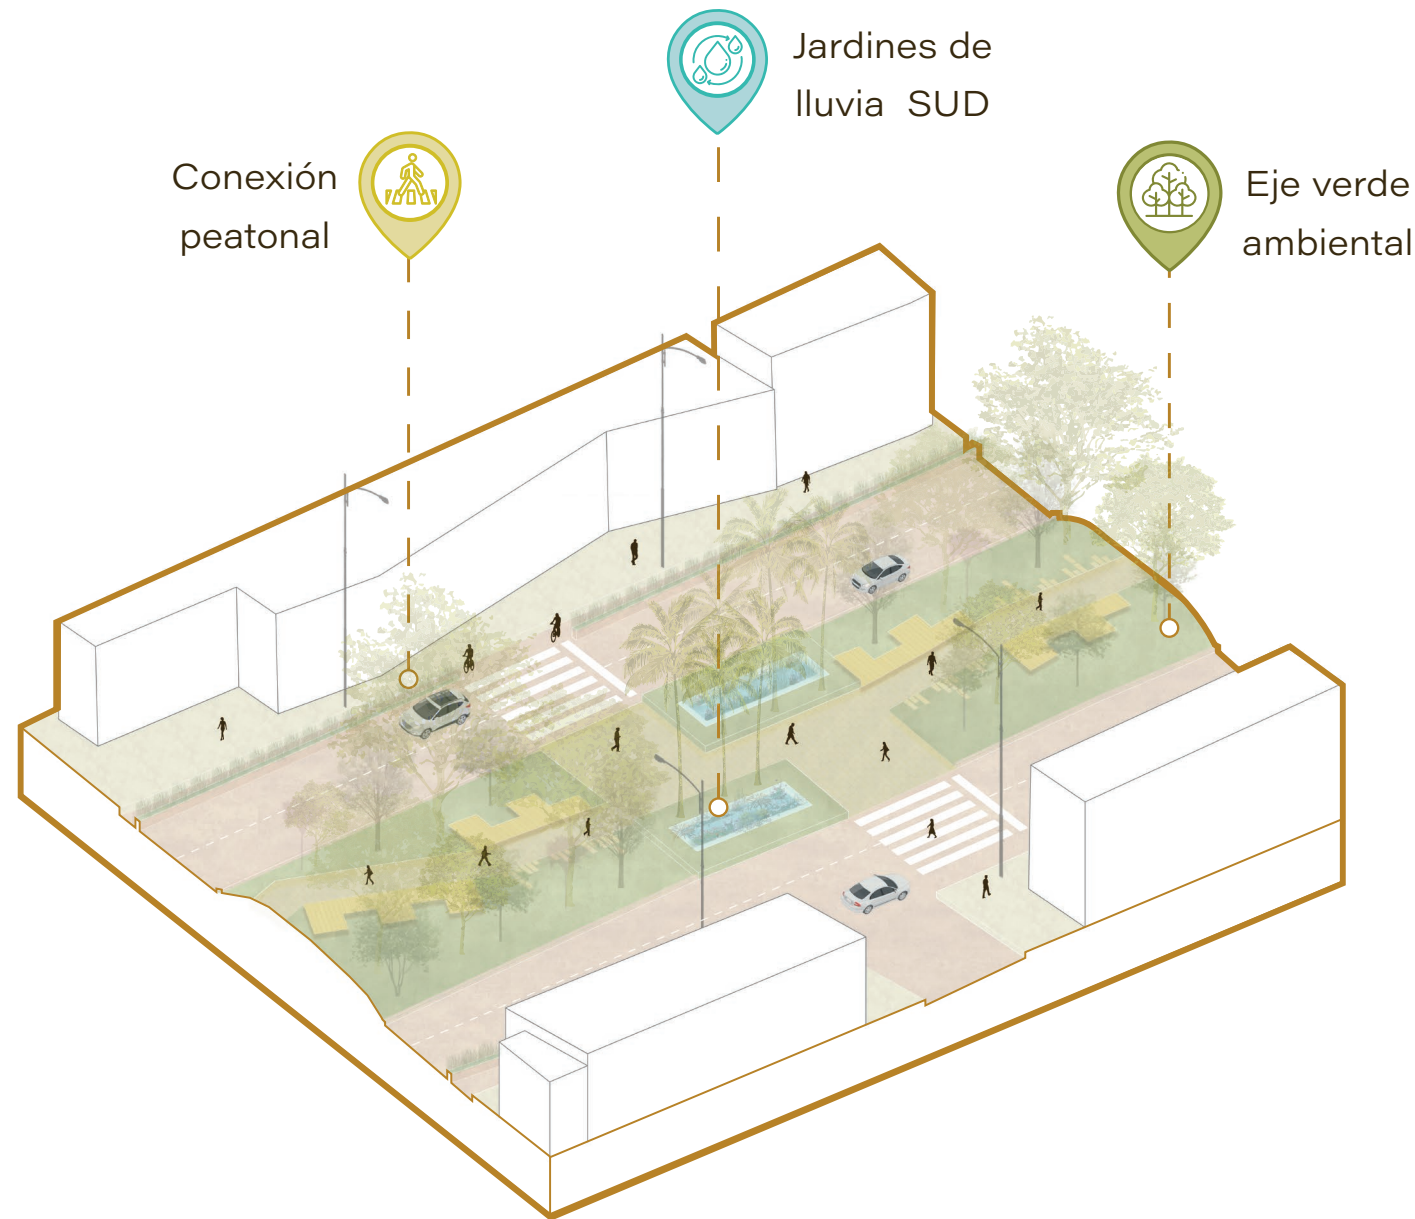 Jardines de
lluvia SUD
Conexión
peatonal
Eje verde
ambiental